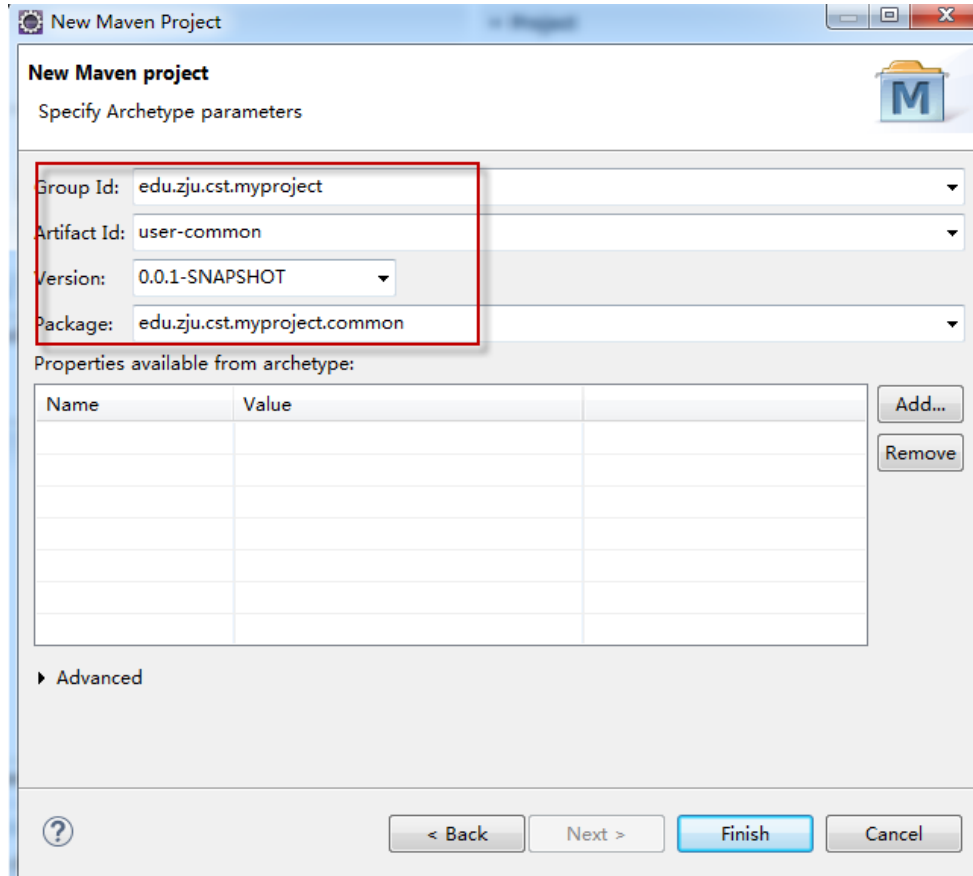 New Maven Project
New Maven project
Specify Archetype parameters
M
Group Id: edu.zju.cst.myproject
Artifact Id: user-common
Version: 0.0.1-SNAPSHOT
Package: edu.zju.cst.myproject.common
Properties available from archetype:
Name Value Add...
Remove
Advanced
? < Back Next > Finish Cancel